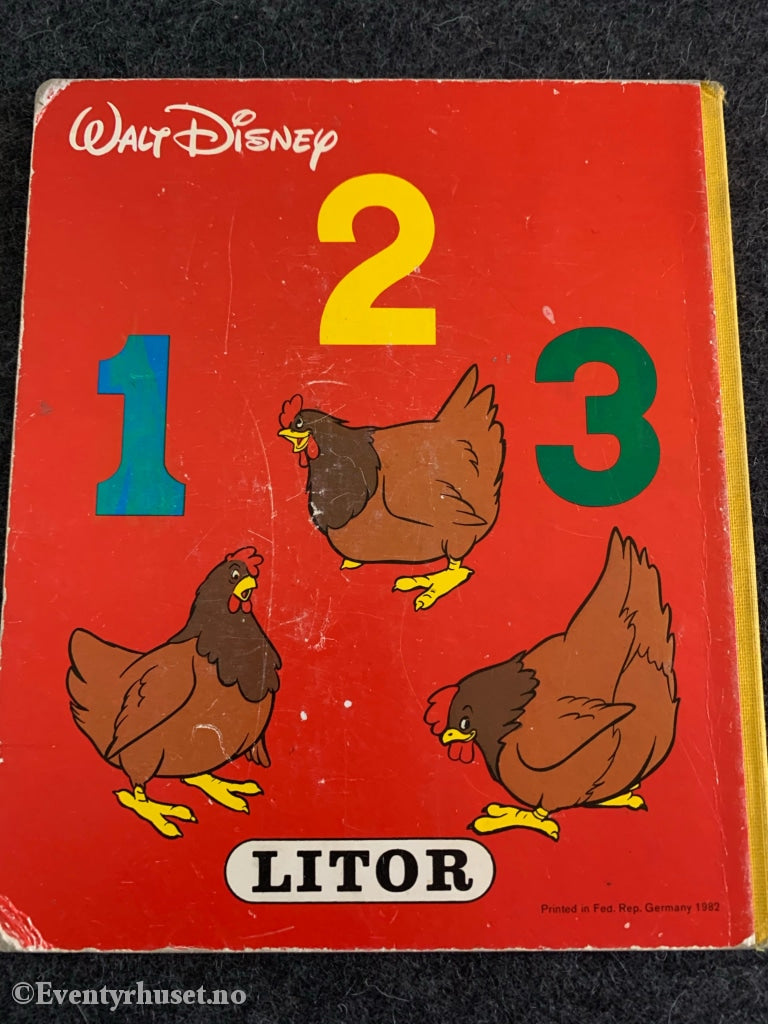 WALT DISNEY
2
1
3
LITOR
Printed in Fed. Rep. Germany 1982
©Eventyrhuset.no